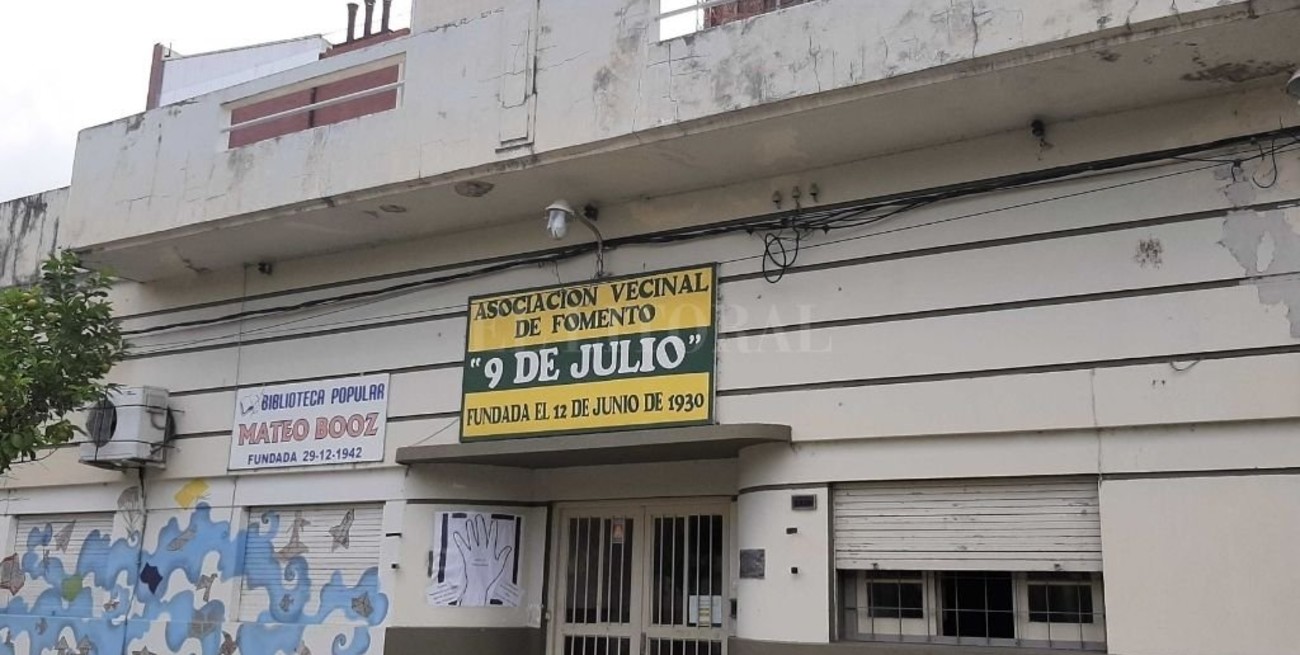 ASOCIACION VECINAL
DE FOMENTO
"9 DE JULIO"
FUNDADA EL 12 DE JUNIO DE 1930
BIBLIOTECA POPULAR
MATEO BOOZ
FUNDADA 29-12-1942
EL LITORAL